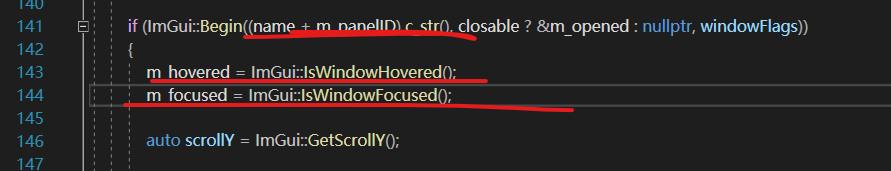 140
141 if (ImGui::Begin((name + m_panelID).c_str(), closable ? &m_opened : nullptr, windowFlags))
142 {
143 m_hovered = ImGui::IsWindowHovered();
144 m_focused = ImGui::IsWindowFocused();
145
146 auto scrollY = ImGui::GetScrollY();
147